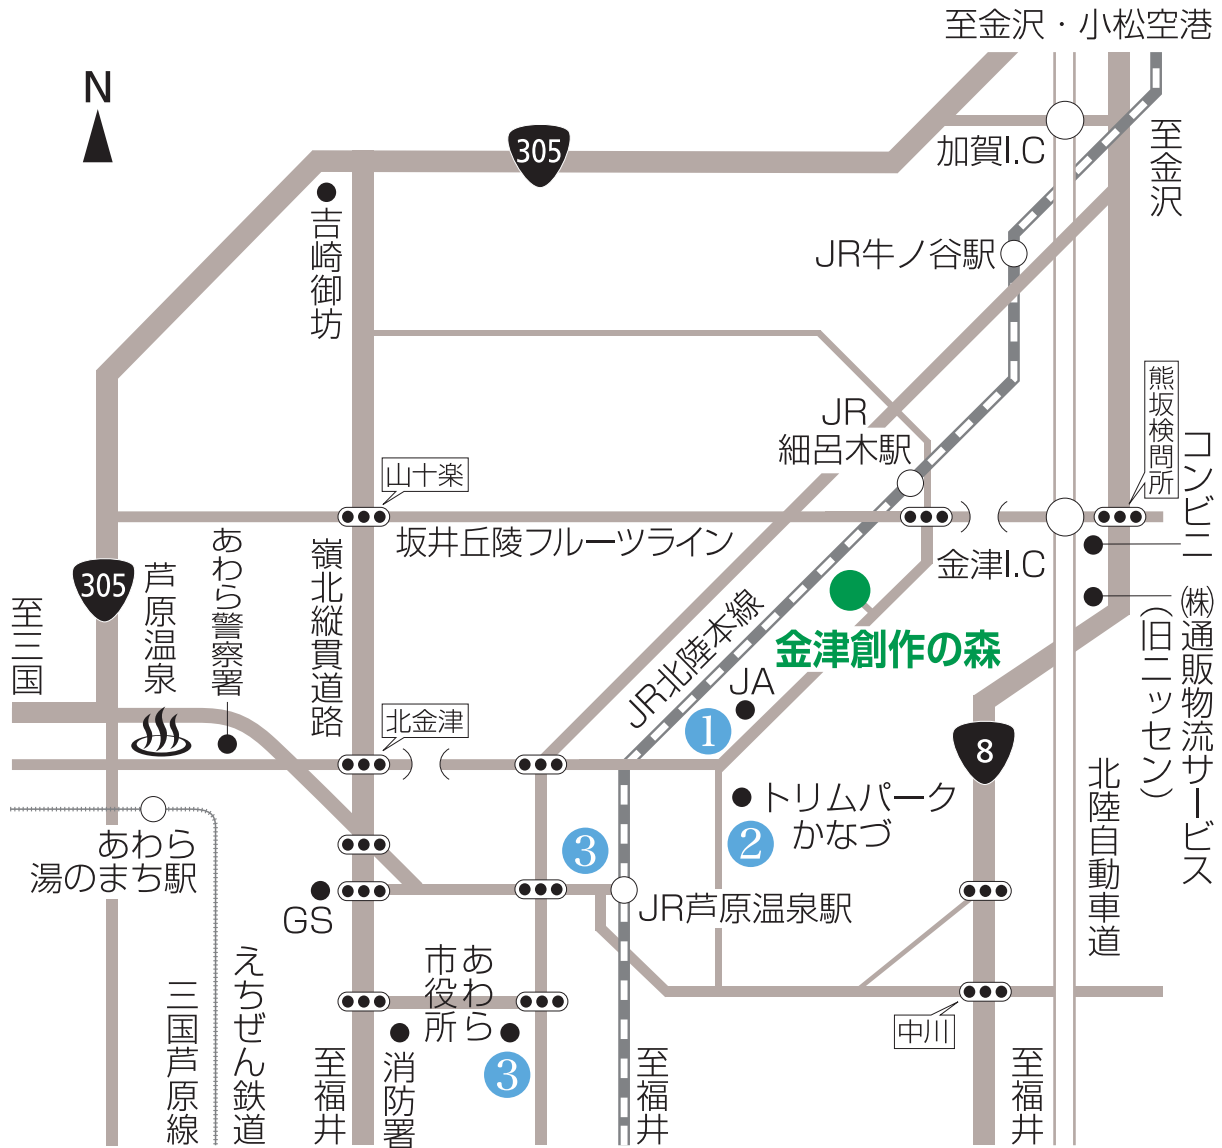 至金沢・小松空港
N
305
加賀I.C
至金沢
吉崎御坊
JR牛ノ谷駅
熊坂検問所
JR
細呂木駅
コンビニ
山十楽
坂井丘陵フルーツライン
金津I.C
305
芦原温泉
あわら警察署
嶺北縦貫道路
至三国
㈱通販物流サービス
(旧ニッセン)
金津創作の森
JR北陸本線
JA
1
北金津
8
北陸自動車道
トリムパーク
かなづ
2
3
あわら
湯のまち駅
GS
JR芦原温泉駅
あわら
市役所
えちぜん鉄道
三国芦原線
中川
消防署
3
至福井
至福井
至福井